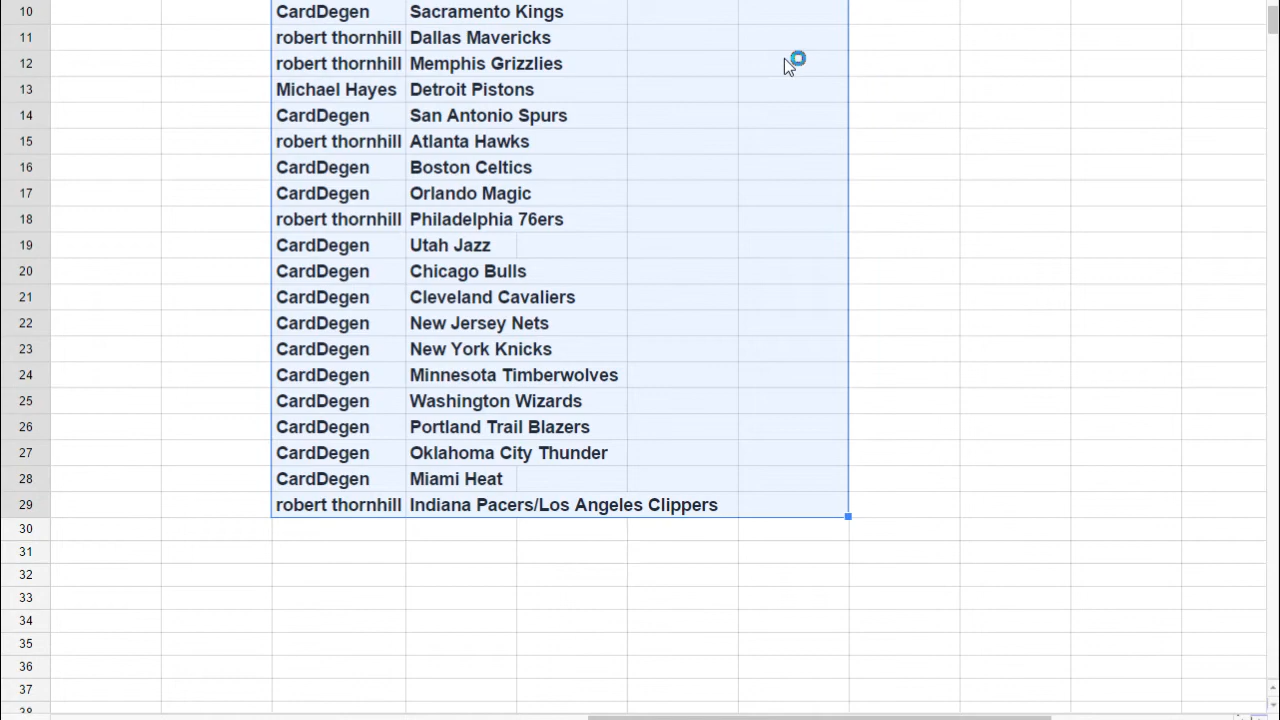 10 CardDegen Sacramento Kings
11 robert thornhill Dallas Mavericks
12 robert thornhill Memphis Grizzlies
13 Michael Hayes Detroit Pistons
14 CardDegen San Antonio Spurs
15 robert thornhill Atlanta Hawks
16 CardDegen Boston Celtics
17 CardDegen Orlando Magic
18 robert thornhill Philadelphia 76ers
19 CardDegen Utah Jazz
20 CardDegen Chicago Bulls
21 CardDegen Cleveland Cavaliers
22 CardDegen New Jersey Nets
23 CardDegen New York Knicks
24 CardDegen Minnesota Timberwolves
25 CardDegen Washington Wizards
26 CardDegen Portland Trail Blazers
27 CardDegen Oklahoma City Thunder
28 CardDegen Miami Heat
29 robert thornhill Indiana Pacers/Los Angeles Clippers
30
31
32
33
34
35
36
37
38